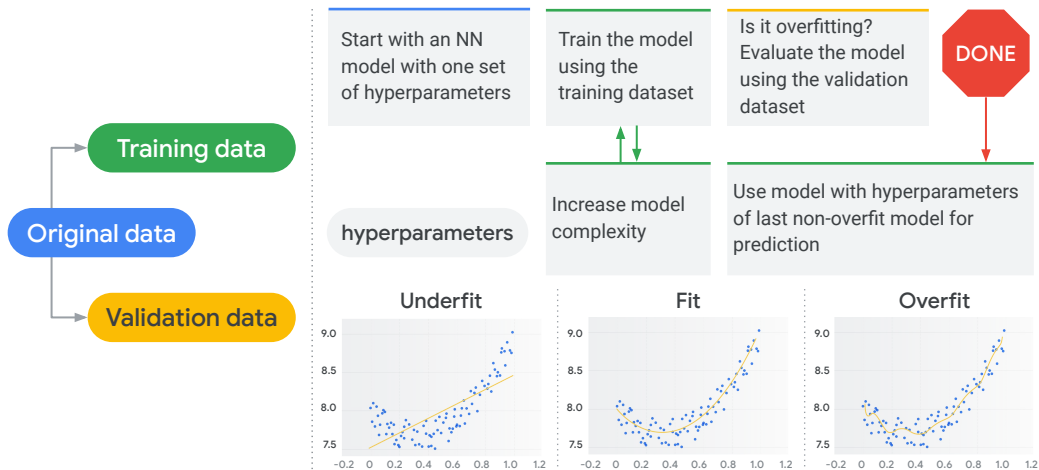 Training data
Original data
Validation data
Start with an NN
model with one set
of hyperparameters
Train the model
using the
training dataset
Is it overfitting?
Evaluate the model
using the validation
dataset
DONE
hyperparameters
Increase model
complexity
Use model with hyperparameters
of last non-overfit model for
prediction
Underfit
9.0
8.5
8.0
7.5
−0.2 0 0.2 0.4 0.6 0.8 1.0 1.2
Fit
9.0
8.5
8.0
7.5
−0.2 0 0.2 0.4 0.6 0.8 1.0 1.2
Overfit
9.0
8.5
8.0
7.5
−0.2 0 0.2 0.4 0.6 0.8 1.0 1.2